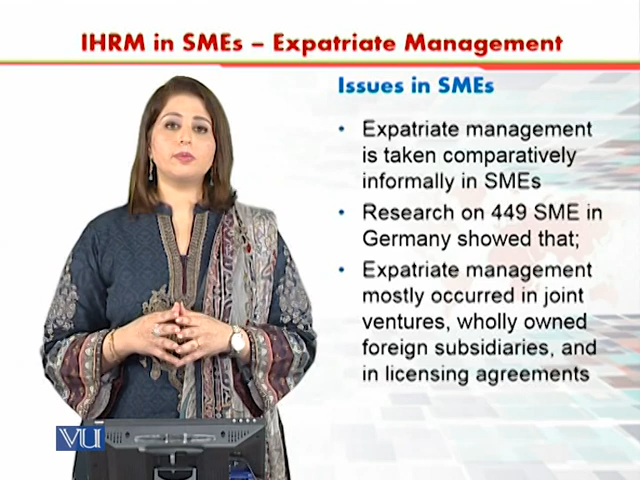 IHRM in SMEs – Expatriate Management
Issues in SMEs
• Expatriate management
is taken comparatively
informally in SMEs
• Research on 449 SME in
Germany showed that;
• Expatriate management
mostly occurred in joint
ventures, wholly owned
foreign subsidiaries, and
in licensing agreements
VU